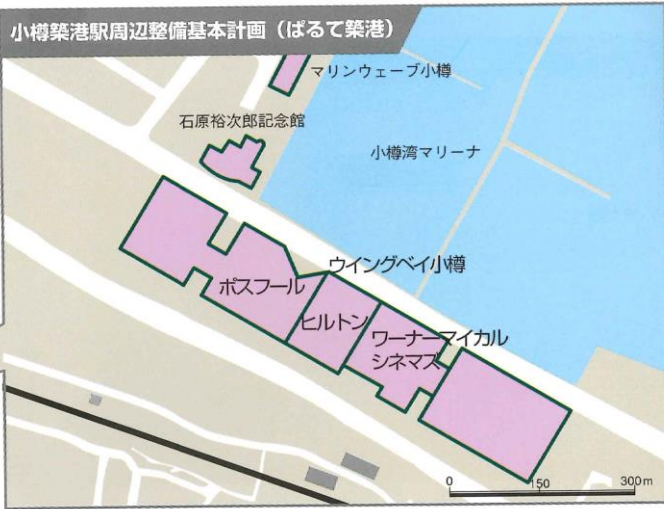 小樽築港駅周辺整備基本計画（ぱるて築港）
マリンウェーブ小樽
石原裕次郎記念館
小樽湾マリーナ
ウイングベイ小樽
ポスフール
ヒルトン
ワーナーマイカル
シネマズ
0 150 300m